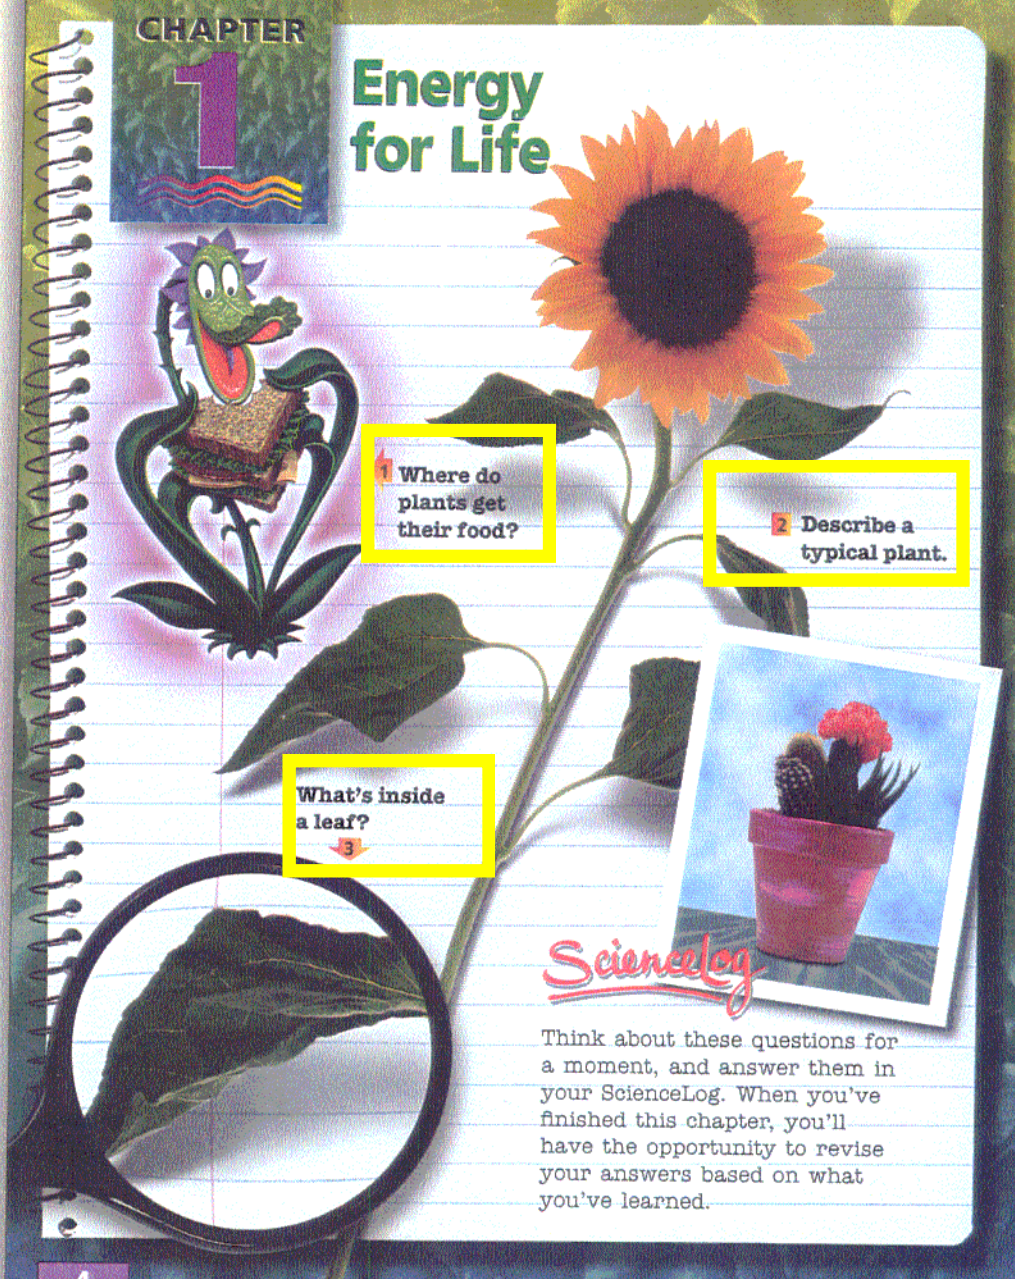 CHAPTER
1
Energy
for Life
1 Where do
plants get
their food?
2 Describe a
typical plant.
What's inside
a leaf?
3
ScienceLog
Think about these questions for
a moment, and answer them in
your ScienceLog. When you've
finished this chapter, you'll
have the opportunity to revise
your answers based on what
you've learned.